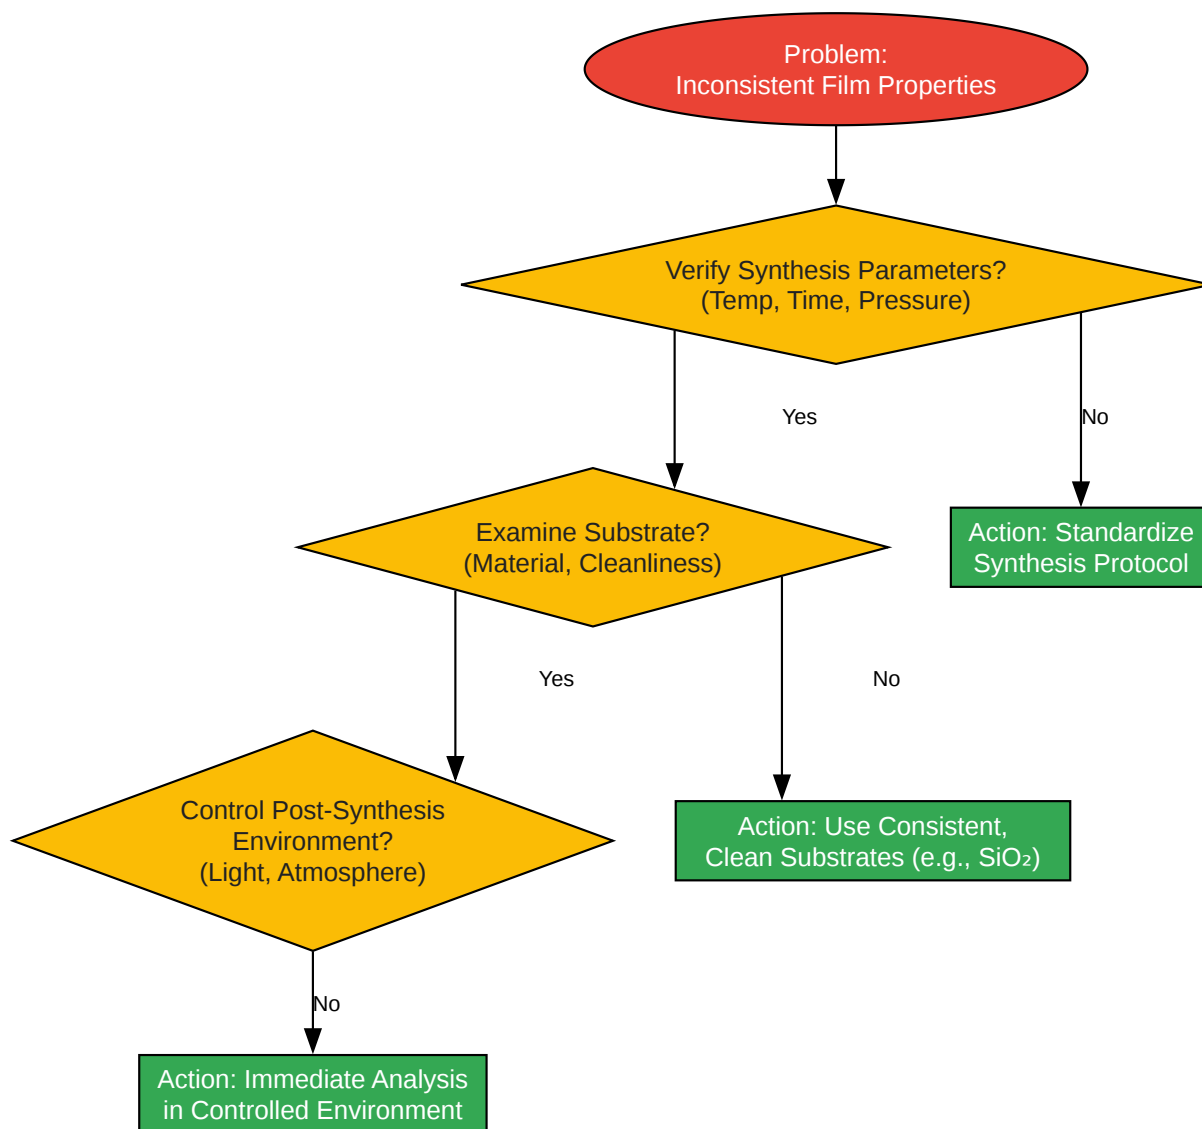 Problem:
Inconsistent Film Properties
Verify Synthesis Parameters?
(Temp, Time, Pressure)
Yes
No
Examine Substrate?
(Material, Cleanliness)
Action: Standardize
Synthesis Protocol
Yes
No
Control Post-Synthesis
Environment?
(Light, Atmosphere)
Action: Use Consistent,
Clean Substrates (e.g., SiO₂)
No
Action: Immediate Analysis
in Controlled Environment